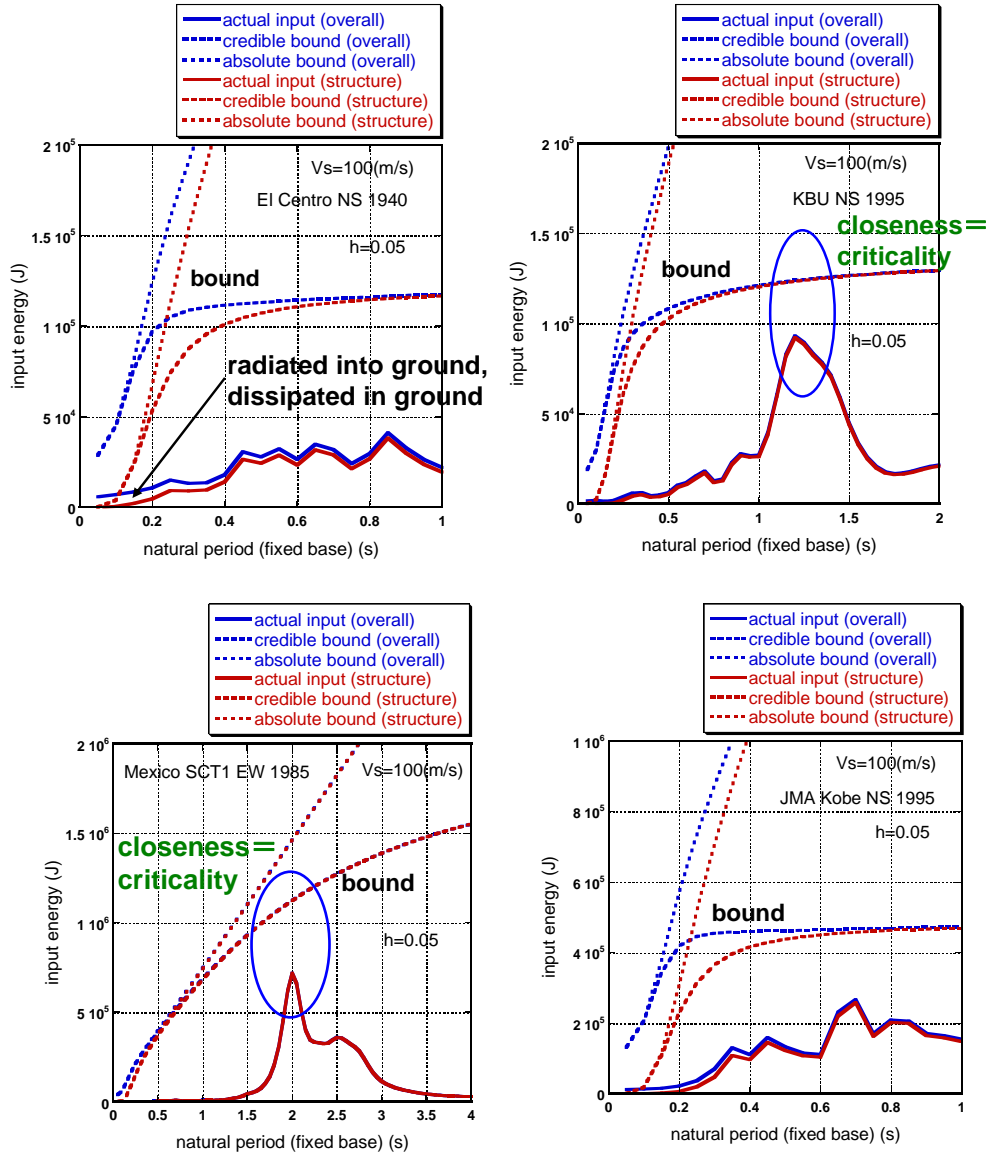 actual input (overall)
credible bound (overall)
absolute bound (overall)
actual input (structure)
credible bound (structure)
absolute bound (structure)
2 10^5
1.5 10^5
1 10^5
5 10^4
0
input energy (J)
Vs=100(m/s)
El Centro NS 1940
h=0.05
bound
radiated into ground,
dissipated in ground
0 0.2 0.4 0.6 0.8 1
natural period (fixed base) (s)
actual input (overall)
credible bound (overall)
absolute bound (overall)
actual input (structure)
credible bound (structure)
absolute bound (structure)
2 10^5
1.5 10^5
1 10^5
5 10^4
0
input energy (J)
Vs=100(m/s)
KBU NS 1995
closeness=
criticality
bound
h=0.05
0 0.5 1 1.5 2
natural period (fixed base) (s)
actual input (overall)
credible bound (overall)
absolute bound (overall)
actual input (structure)
credible bound (structure)
absolute bound (structure)
2 10^6
1.5 10^6
1 10^6
5 10^5
0
input energy (J)
Mexico SCT1 EW 1985 Vs=100(m/s)
closeness=
criticality
bound
h=0.05
0 0.5 1 1.5 2 2.5 3 3.5 4
natural period (fixed base) (s)
actual input (overall)
credible bound (overall)
absolute bound (overall)
actual input (structure)
credible bound (structure)
absolute bound (structure)
1 10^6
8 10^5
6 10^5
4 10^5
2 10^5
0
input energy (J)
Vs=100(m/s)
JMA Kobe NS 1995
h=0.05
bound
0 0.2 0.4 0.6 0.8 1
natural period (fixed base) (s)